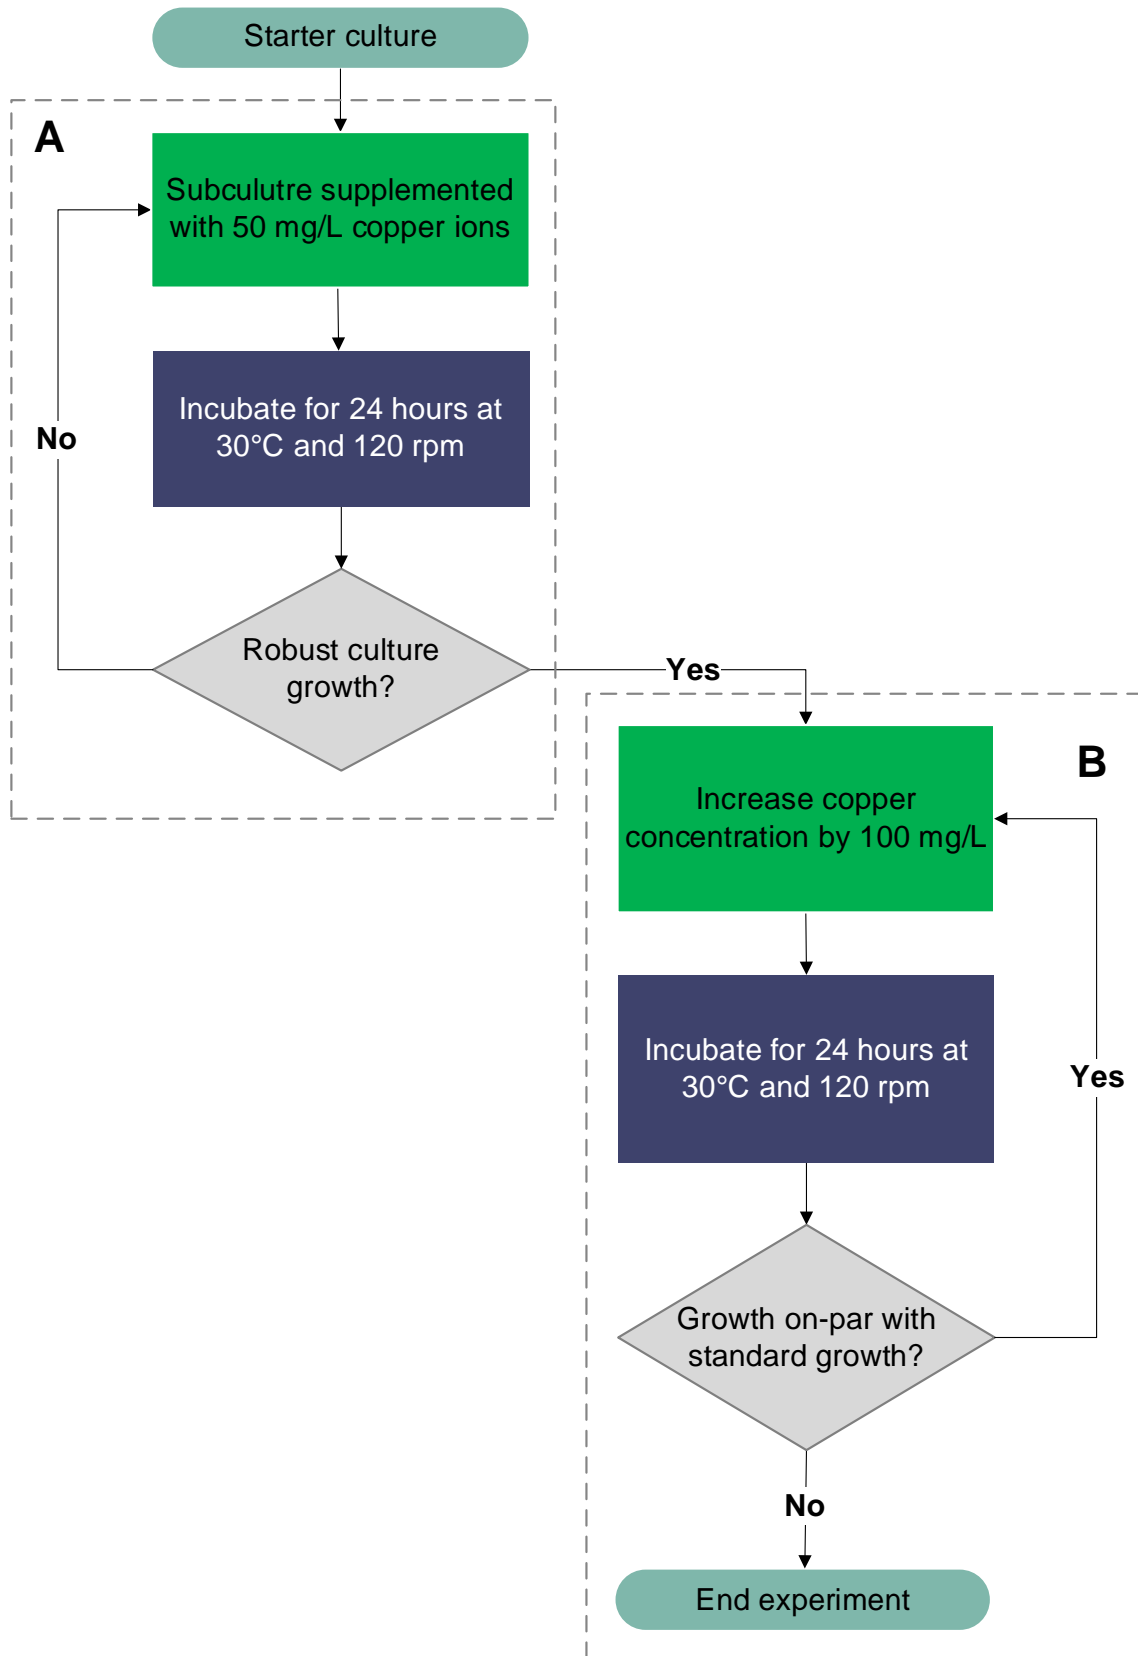 Starter culture
A
Subculutre supplemented
with 50 mg/L copper ions
Incubate for 24 hours at
30°C and 120 rpm
No
Robust culture
growth?
Yes
B
Increase copper
concentration by 100 mg/L
Incubate for 24 hours at
30°C and 120 rpm
Yes
Growth on-par with
standard growth?
No
End experiment